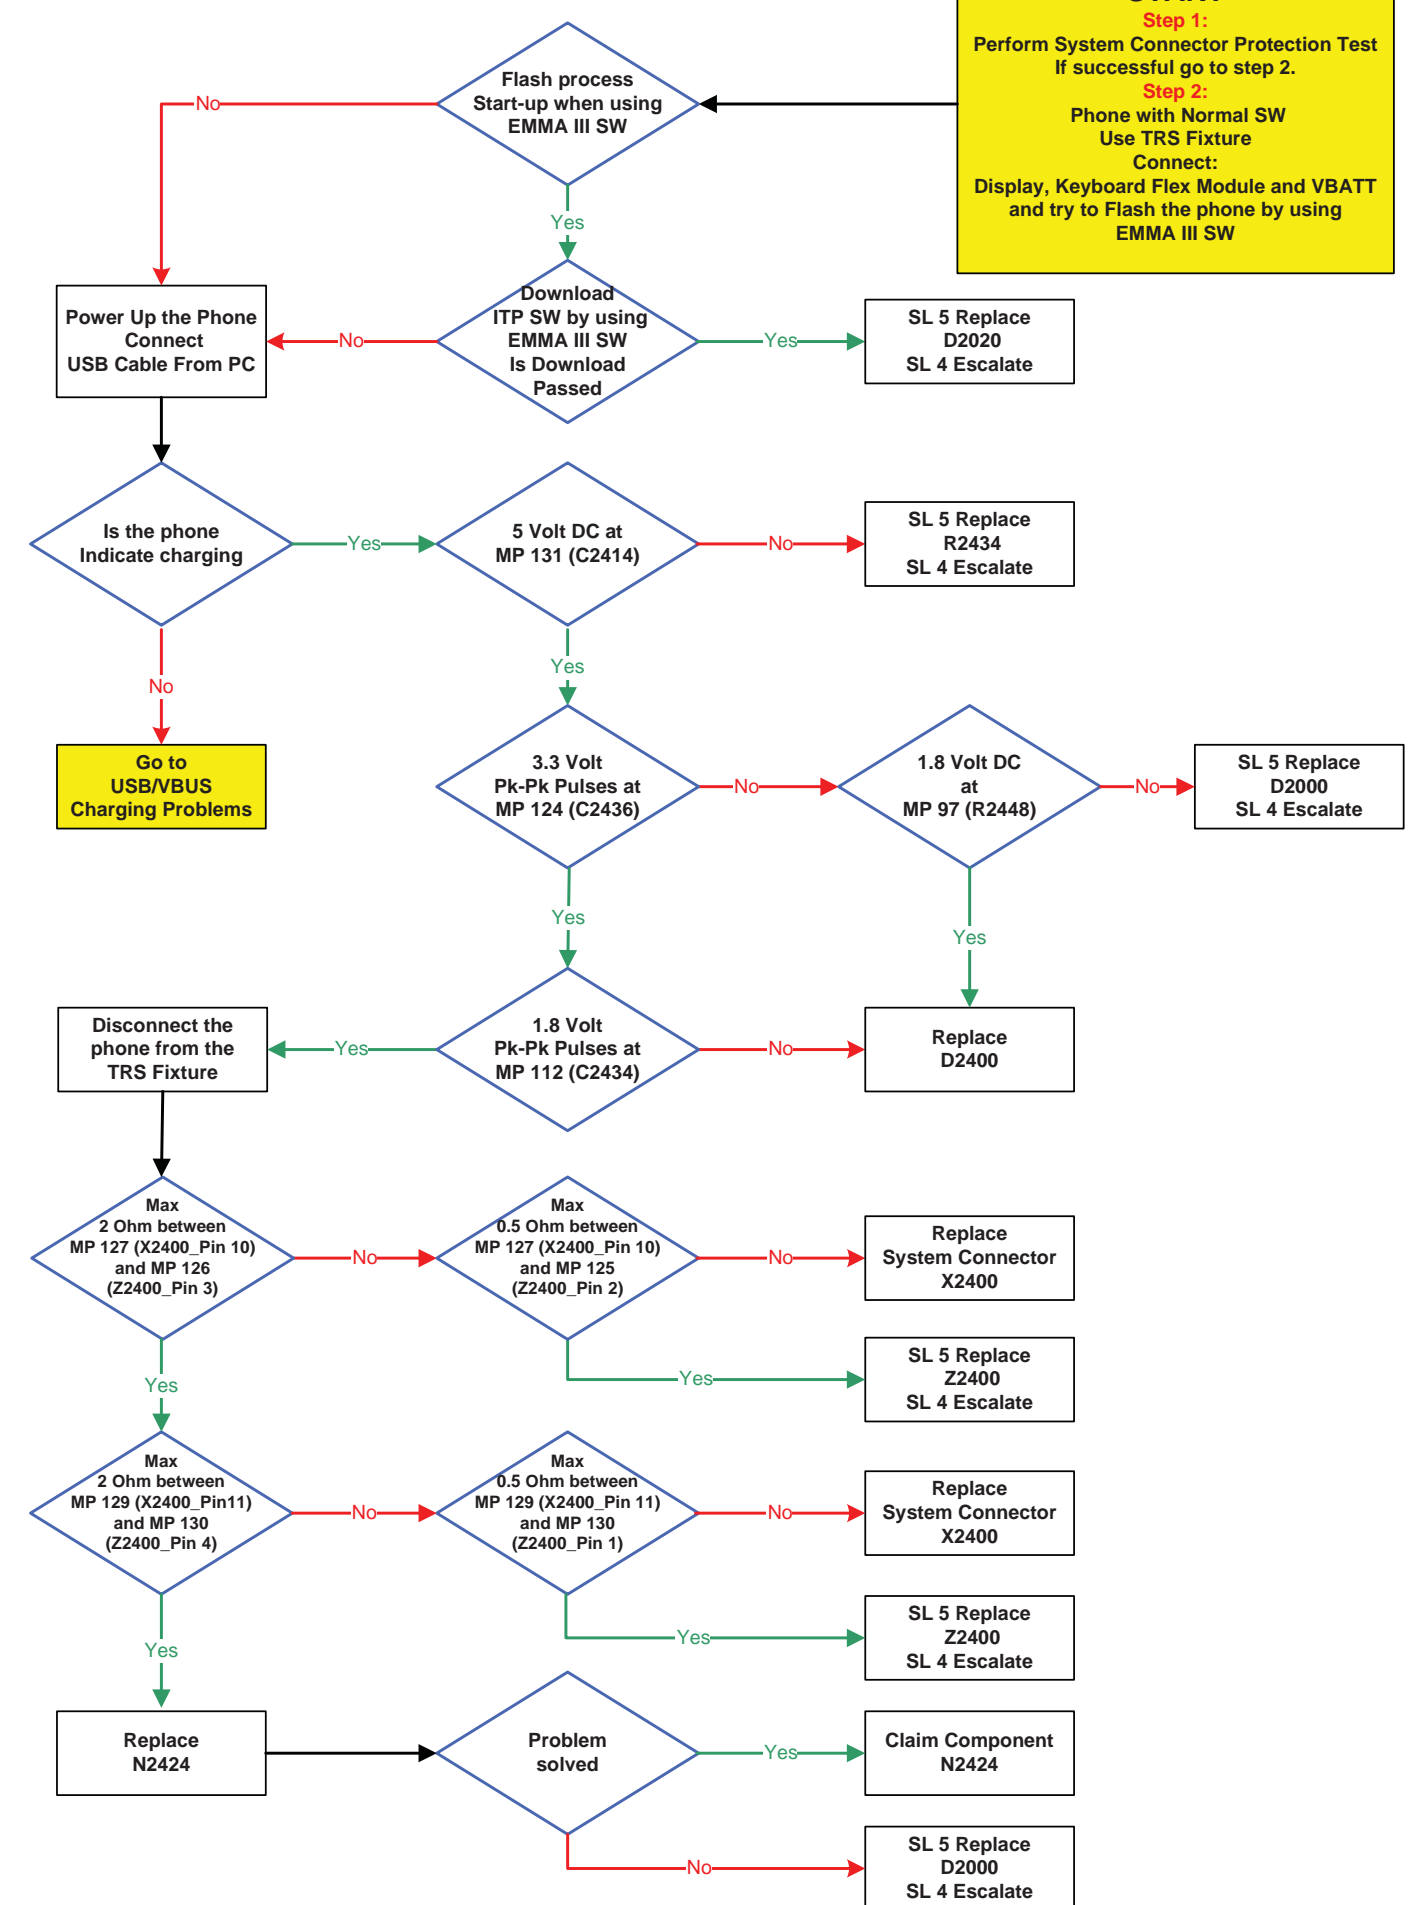 Step 1:
Perform System Connector Protection Test
If successful go to step 2.
Step 2:
Phone with Normal SW
Use TRS Fixture
Connect:
Display, Keyboard Flex Module and VBATT
and try to Flash the phone by using
EMMA III SW
Flash process
Start-up when using
EMMA III SW
No
Yes
Power Up the Phone
Connect
USB Cable From PC
No
Download
ITP SW by using
EMMA III SW
Is Download
Passed
Yes
SL 5 Replace
D2020
SL 4 Escalate
Is the phone
Indicate charging
Yes
5 Volt DC at
MP 131 (C2414)
No
SL 5 Replace
R2434
SL 4 Escalate
No
Yes
Go to
USB/VBUS
Charging Problems
3.3 Volt
Pk-Pk Pulses at
MP 124 (C2436)
No
1.8 Volt DC
at
MP 97 (R2448)
No
SL 5 Replace
D2000
SL 4 Escalate
Yes
Yes
Disconnect the
phone from the
TRS Fixture
Yes
1.8 Volt
Pk-Pk Pulses at
MP 112 (C2434)
No
Replace
D2400
Max
2 Ohm between
MP 127 (X2400_Pin 10)
and MP 126
(Z2400_Pin 3)
No
Max
0.5 Ohm between
MP 127 (X2400_Pin 10)
and MP 125
(Z2400_Pin 2)
No
Replace
System Connector
X2400
Yes
Yes
SL 5 Replace
Z2400
SL 4 Escalate
Max
2 Ohm between
MP 129 (X2400_Pin11)
and MP 130
(Z2400_Pin 4)
No
Max
0.5 Ohm between
MP 129 (X2400_Pin 11)
and MP 130
(Z2400_Pin 1)
No
Replace
System Connector
X2400
Yes
Yes
SL 5 Replace
Z2400
SL 4 Escalate
Replace
N2424
Problem
solved
Yes
Claim Component
N2424
No
SL 5 Replace
D2000
SL 4 Escalate